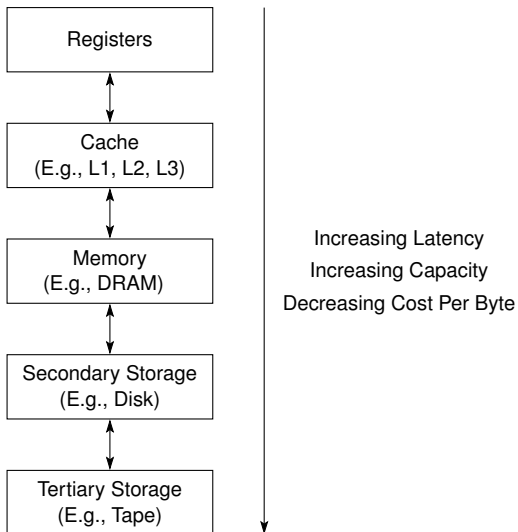 Registers
Cache
(E.g., L1, L2, L3)
Memory
(E.g., DRAM)
Secondary Storage
(E.g., Disk)
Tertiary Storage
(E.g., Tape)
Increasing Latency
Increasing Capacity
Decreasing Cost Per Byte